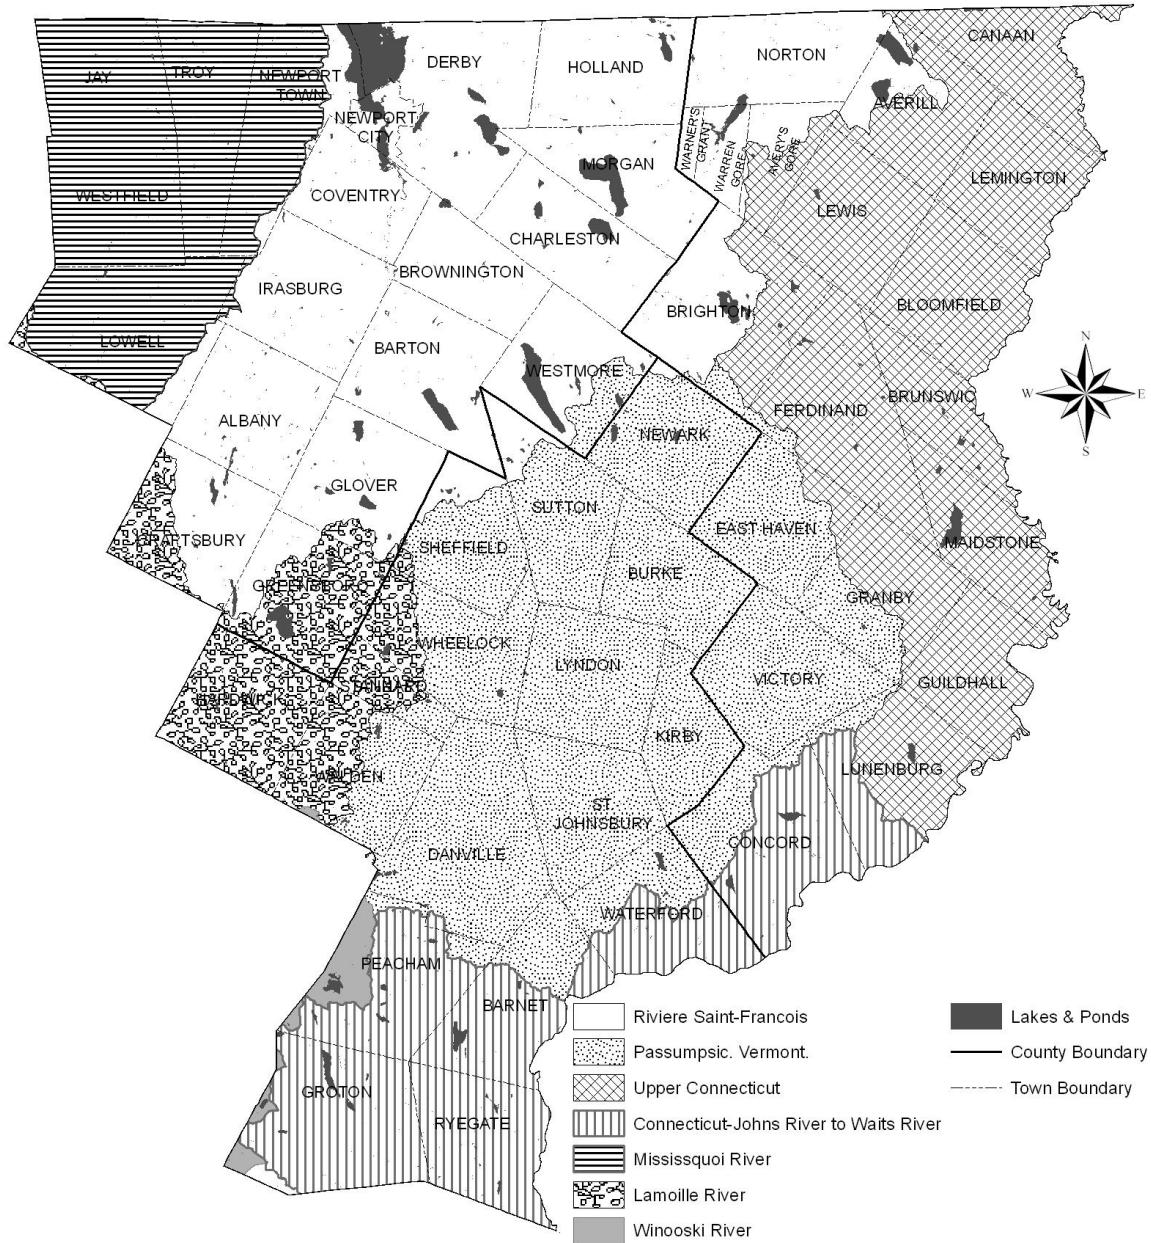 CANAAN
NORTON
DERBY
HOLLAND
JAY
TROY
NEWPORT
TOWN
AVERILL
NEWPORT
CITY
WARNER'S
GRANT
WARREN
GORE
AVERY'S
GORE
MORGAN
LEMINGTON
WESTFIELD
COVENTRY
LEWIS
CHARLESTON
BROWNINGTON
IRASBURG
BLOOMFIELD
BRIGHTON
LOWELL
BARTON
N
WESTMORE
W
E
S
BRUNSWIC
FERDINAND
ALBANY
NEWARK
GLOVER
SUTTON
EAST HAVEN
CRAFTSBURY
SHEFFIELD
MAIDSTONE
BURKE
GREENSBORO
GRANBY
WHEELOCK
LYNDON
VICTORY
GUILDHALL
STANNARD
HARDWICK
KIRBY
WALDEN
LUNENBURG
ST.
JOHNSBURY
CONCORD
DANVILLE
WATERFORD
PEACHAM
BARNET
GROTON
RYEGATE
Riviere Saint-Francois
Passumpsic. Vermont.
Upper Connecticut
Connecticut-Johns River to Waits River
Mississquoi River
Lamoille River
Winooski River
Lakes & Ponds
County Boundary
Town Boundary